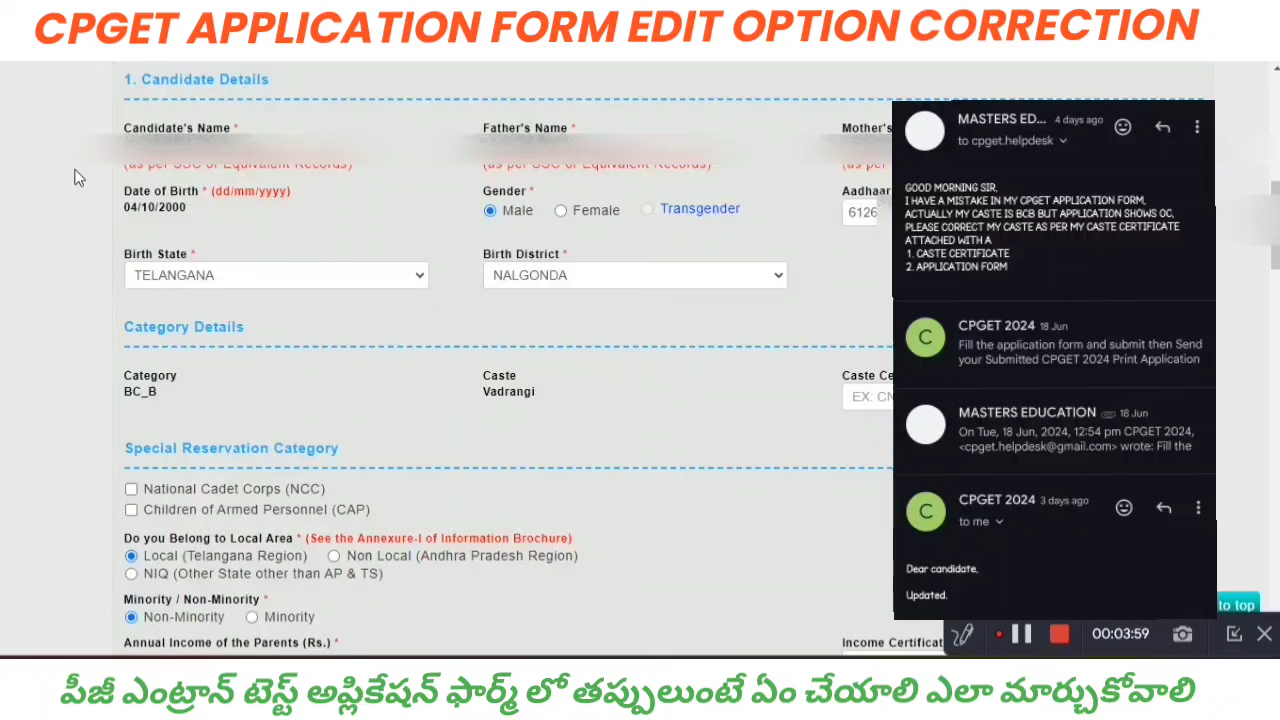 CPGET APPLICATION FORM EDIT OPTION CORRECTION
1. Candidate Details
Candidate's Name *
Father's Name *
Mother's
(as per SSC or Equivalent Records)
(as per SSC or Equivalent Records)
(as per
Date of Birth * (dd/mm/yyyy)
04/10/2000
Gender *
Male Female Transgender
Aadhaar
6126
Birth State *
TELANGANA
Birth District *
NALGONDA
Category Details
Category
BC_B
Caste
Vadrangi
Caste Ce
EX: CN
Special Reservation Category
National Cadet Corps (NCC)
Children of Armed Personnel (CAP)
Do you Belong to Local Area * (See the Annexure-I of Information Brochure)
Local (Telangana Region) Non Local (Andhra Pradesh Region)
NIQ (Other State other than AP & TS)
Minority / Non-Minority *
Non-Minority Minority
Annual Income of the Parents (Rs.) *
Income Certificat
MASTERS ED... 4 days ago
to cpget.helpdesk
GOOD MORNING SIR,
I HAVE A MISTAKE IN MY CPGET APPLICATION FORM,
ACTUALLY MY CASTE IS BCB BUT APPLICATION SHOWS OC,
PLEASE CORRECT MY CASTE AS PER MY CASTE CERTIFICATE
ATTACHED WITH A
1. CASTE CERTIFICATE
2. APPLICATION FORM
C
CPGET 2024 18 Jun
Fill the application form and submit then Send
your Submitted CPGET 2024 Print Application
MASTERS EDUCATION 18 Jun
On Tue, 18 Jun, 2024, 12:54 pm CPGET 2024,
<cpget.helpdesk@gmail.com> wrote: Fill the
C
CPGET 2024 3 days ago
to me
Dear candidate,
Updated.
to top
00:03:59
పీజీ ఎంట్రాన్ టెస్ట్ అప్లికేషన్ ఫార్మ్ లో తప్పులుంటే ఏం చేయాలి ఎలా మార్చుకోవాలి